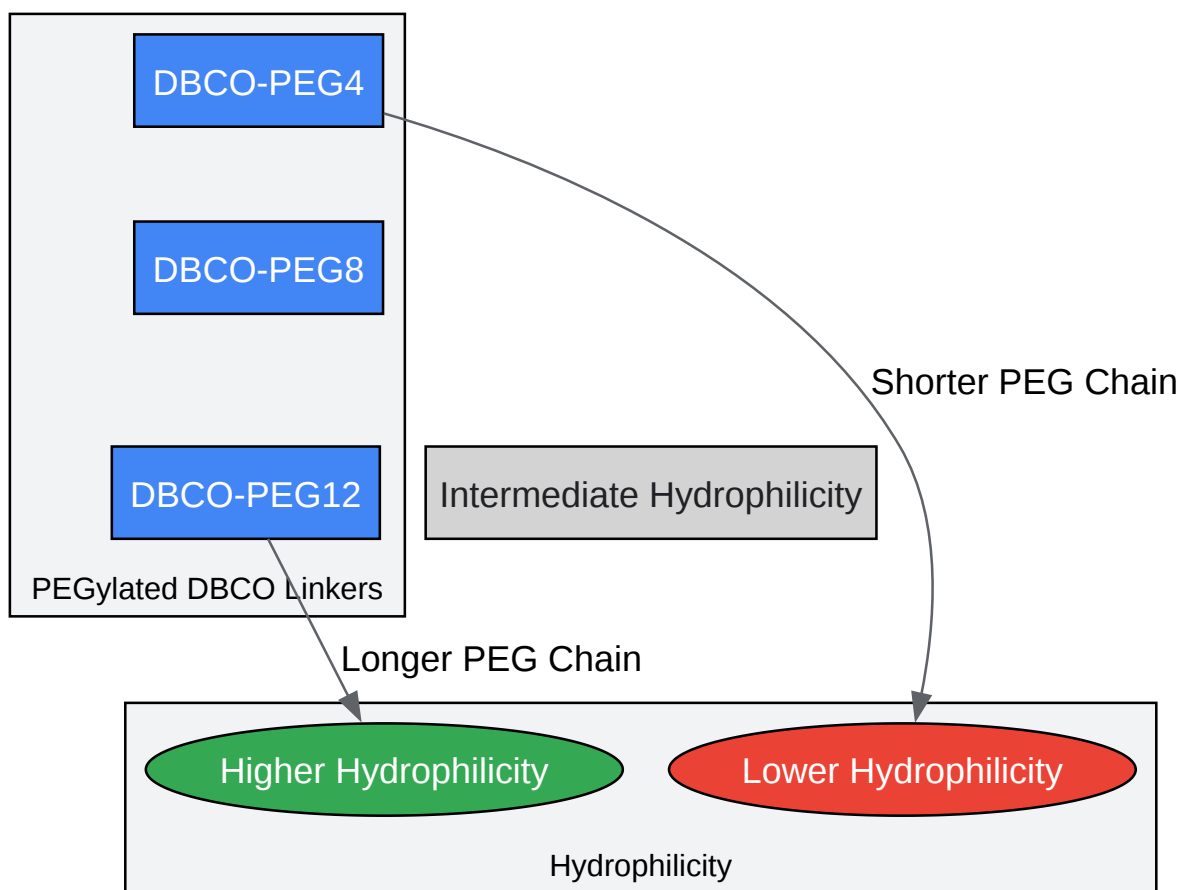 DBCO-PEG4
DBCO-PEG8
Shorter PEG Chain
DBCO-PEG12
Intermediate Hydrophilicity
PEGylated DBCO Linkers
Longer PEG Chain
Higher Hydrophilicity
Lower Hydrophilicity
Hydrophilicity